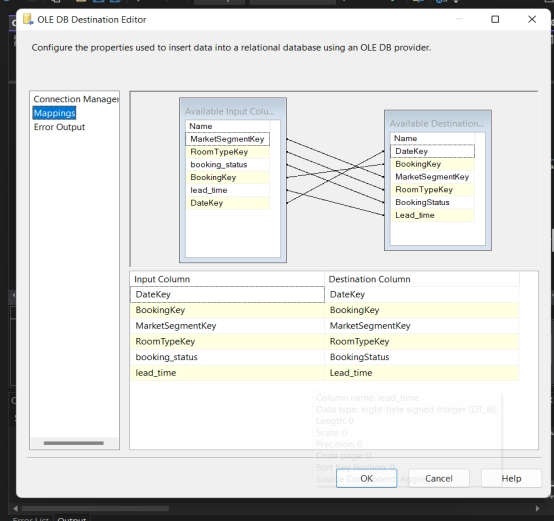 OLE DB Destination Editor
Configure the properties used to insert data into a relational database using an OLE DB provider.
Connection Manager
Mappings
Error Output
Available Input Colu...
Name
MarketSegmentKey
RoomTypeKey
booking_status
BookingKey
lead_time
DateKey
Available Destination...
Name
DateKey
BookingKey
MarketSegmentKey
RoomTypeKey
BookingStatus
Lead_time
Input Column Destination Column
DateKey DateKey
BookingKey BookingKey
MarketSegmentKey MarketSegmentKey
RoomTypeKey RoomTypeKey
booking_status BookingStatus
lead_time Lead_time
Column name: lead_time
Data type: eight-byte signed integer [DT_I8]
Length: 0
Scale: 0
Precision: 0
Code page: 0
Sort Key Position: 0
Source Component: Aggre
OK Cancel Help
Error List Output